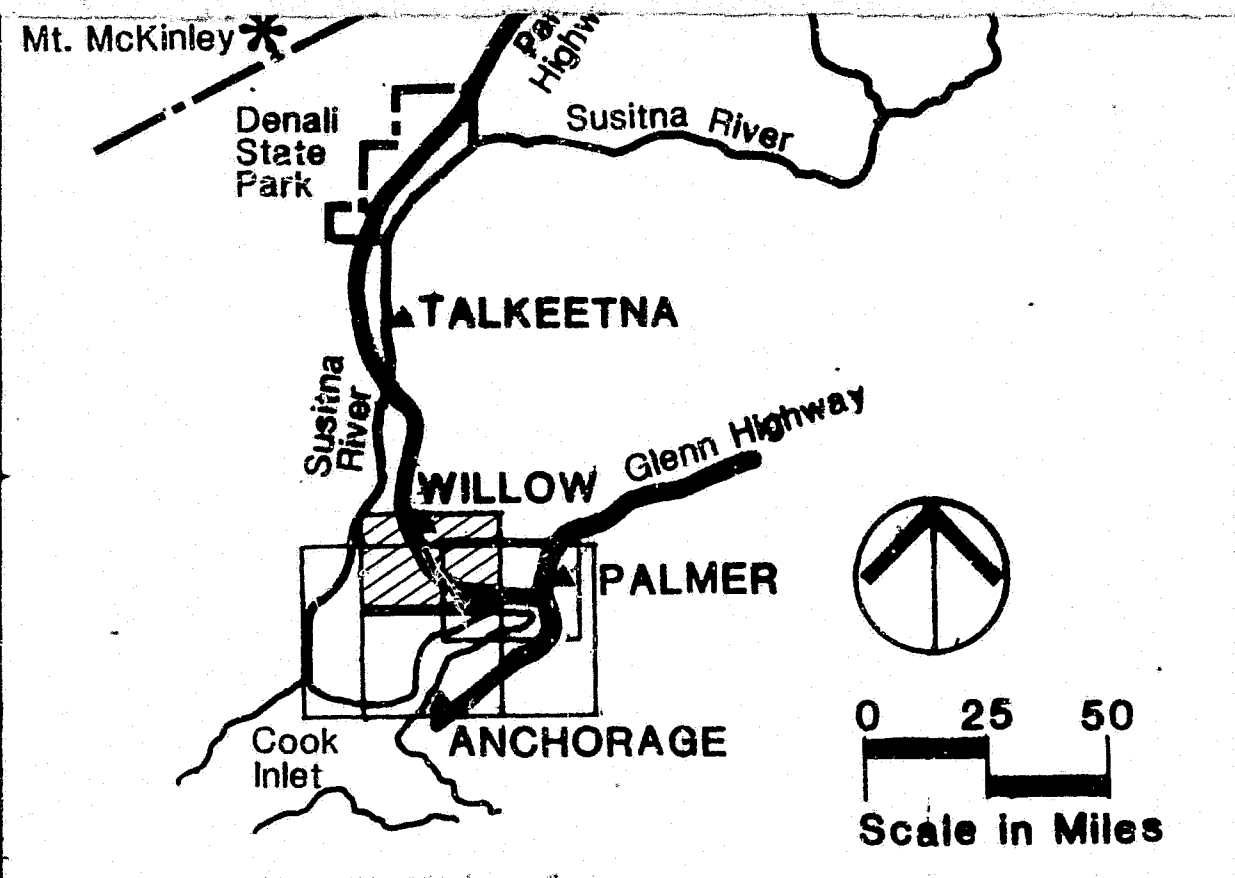 Mt. McKinley
Highw
Susitna River
Denali
State
Park
TALKEETNA
Susitna
River
Glenn Highway
WILLOW
PALMER
0 25 50
ANCHORAGE
Cook
Inlet
Scale in Miles